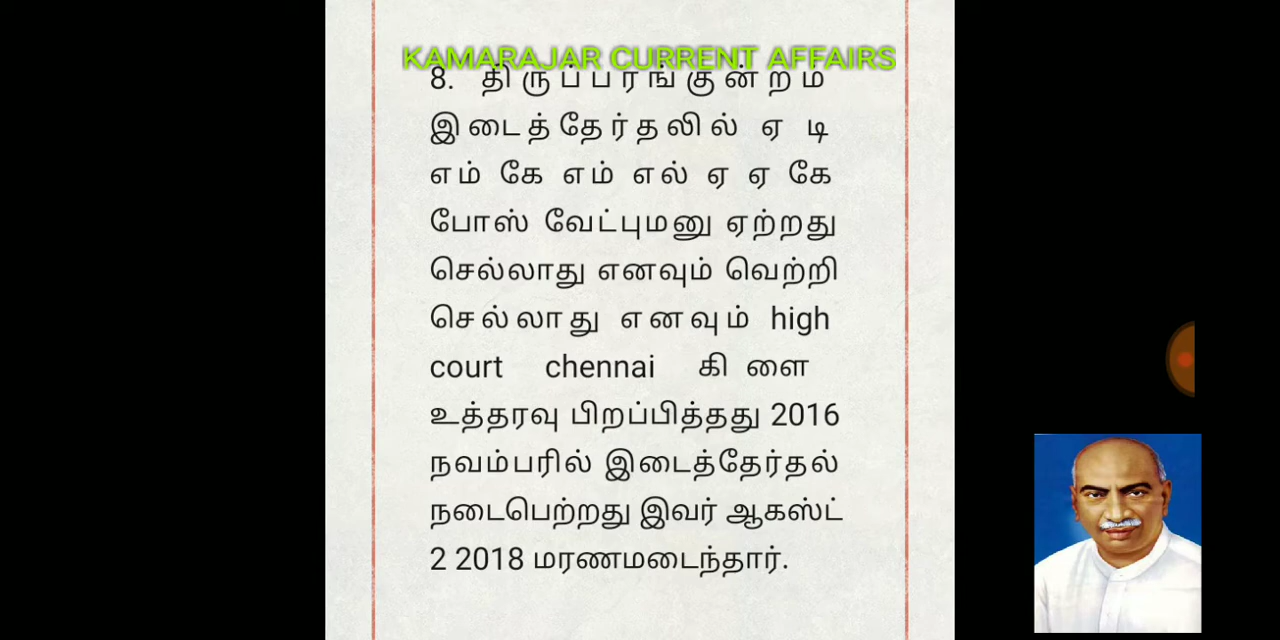 KAMARAJAR CURRENT AFFAIRS
8. திருப்பரங்குன்றம்
இடைத்தேர்தலில் ஏ டி
எம் கே எம் எல் ஏ ஏ கே
போஸ் வேட்புமனு ஏற்றது
செல்லாது எனவும் வெற்றி
செல்லாது எனவும் high
court chennai கி ளை
உத்தரவு பிறப்பித்தது 2016
நவம்பரில் இடைத்தேர்தல்
நடைபெற்றது இவர் ஆகஸ்ட்
2 2018 மரணமடைந்தார்.